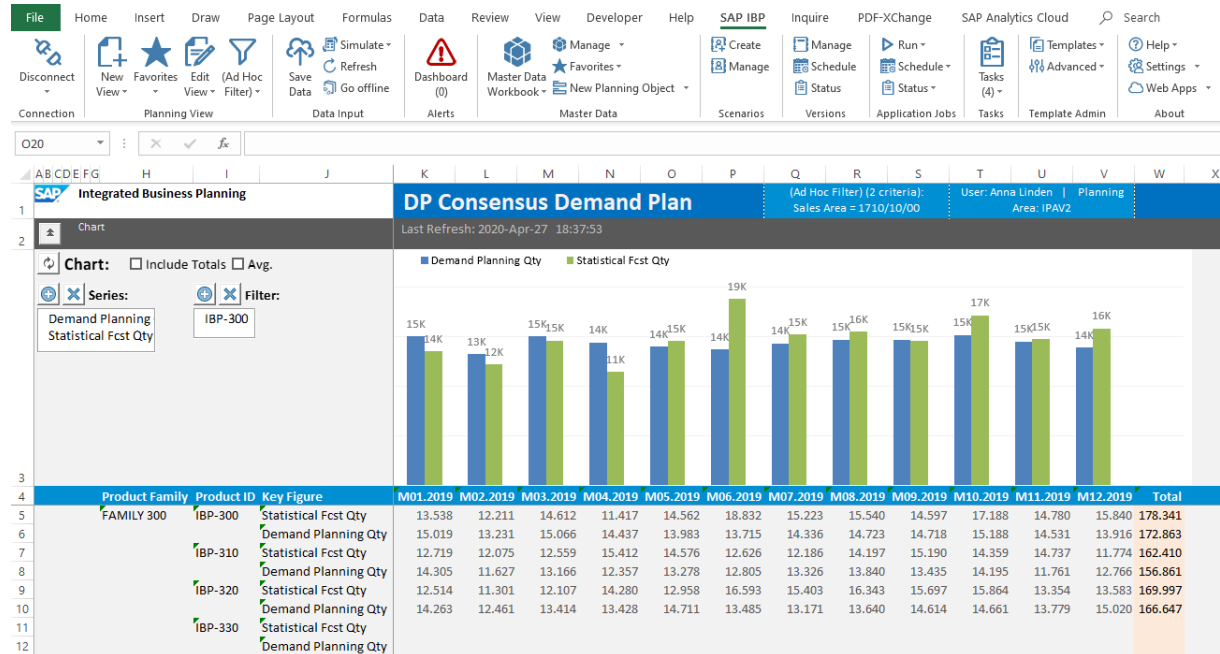 File Home Insert Draw Page Layout Formulas Data Review View Developer Help SAP IBP Inquire PDF-XChange SAP Analytics Cloud Search
Disconnect
New View
Favorites
Edit View
(Ad Hoc Filter)
Save Data
Simulate
Refresh
Go offline
Dashboard (0)
Master Data Workbook
Manage
Favorites
New Planning Object
Create
Manage
Manage
Schedule
Status
Run
Schedule
Status
Tasks (4)
Templates
Advanced
Help
Settings
Web Apps
Connection Planning View Data Input Alerts Master Data Scenarios Versions Application Jobs Tasks Template Admin About
O20 fx
A B C D E F G H I J K L M N O P Q R S T U V W X
1
SAP Integrated Business Planning
DP Consensus Demand Plan
(Ad Hoc Filter) (2 criteria):
Sales Area = 1710/10/00
User: Anna Linden | Planning
Area: IPAV2
2 Chart Last Refresh: 2020-Apr-27 18:37:53
Chart: Include Totals Avg.
Series: Filter:
Demand Planning IBP-300
Statistical Fcst Qty
Demand Planning Qty Statistical Fcst Qty
15K 14K 13K 12K 15K 15K 14K 11K 14K 15K 14K 19K 14K 15K 15K 16K 15K 15K 15K 17K 15K 15K 14K 16K
3
4 Product Family Product ID Key Figure M01.2019 M02.2019 M03.2019 M04.2019 M05.2019 M06.2019 M07.2019 M08.2019 M09.2019 M10.2019 M11.2019 M12.2019 Total
5 FAMILY 300 IBP-300 Statistical Fcst Qty 13.538 12.211 14.612 11.417 14.562 18.832 15.223 15.540 14.597 17.188 14.780 15.840 178.341
6 Demand Planning Qty 15.019 13.231 15.066 14.437 13.983 13.715 14.336 14.723 14.718 15.188 14.531 13.916 172.863
7 IBP-310 Statistical Fcst Qty 12.719 12.075 12.559 15.412 14.576 12.626 12.186 14.197 15.190 14.359 14.737 11.774 162.410
8 Demand Planning Qty 14.305 11.627 13.166 12.357 13.278 12.805 13.326 13.840 13.435 14.195 11.761 12.766 156.861
9 IBP-320 Statistical Fcst Qty 12.514 11.301 12.107 14.280 12.958 16.593 15.403 16.343 15.697 15.864 13.354 13.583 169.997
10 Demand Planning Qty 14.263 12.461 13.414 13.428 14.711 13.485 13.171 13.640 14.614 14.661 13.779 15.020 166.647
11 IBP-330 Statistical Fcst Qty
12 Demand Planning Qty